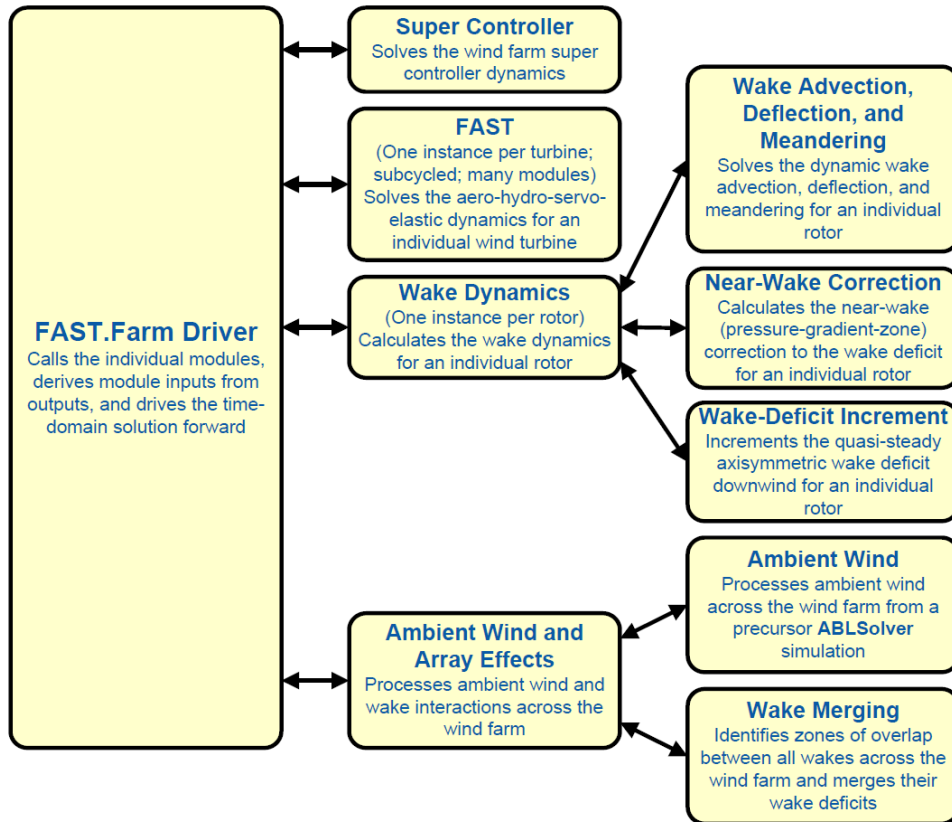 FAST.Farm Driver
Calls the individual modules,
derives module inputs from
outputs, and drives the time-
domain solution forward
Super Controller
Solves the wind farm super
controller dynamics
FAST
(One instance per turbine;
subcycled; many modules)
Solves the aero-hydro-servo-
elastic dynamics for an
individual wind turbine
Wake Dynamics
(One instance per rotor)
Calculates the wake dynamics
for an individual rotor
Ambient Wind and
Array Effects
Processes ambient wind and
wake interactions across the
wind farm
Wake Advection,
Deflection, and
Meandering
Solves the dynamic wake
advection, deflection, and
meandering for an individual
rotor
Near-Wake Correction
Calculates the near-wake
(pressure-gradient-zone)
correction to the wake deficit
for an individual rotor
Wake-Deficit Increment
Increments the quasi-steady
axisymmetric wake deficit
downwind for an individual
rotor
Ambient Wind
Processes ambient wind
across the wind farm from a
precursor ABLSolver
simulation
Wake Merging
Identifies zones of overlap
between all wakes across the
wind farm and merges their
wake deficits